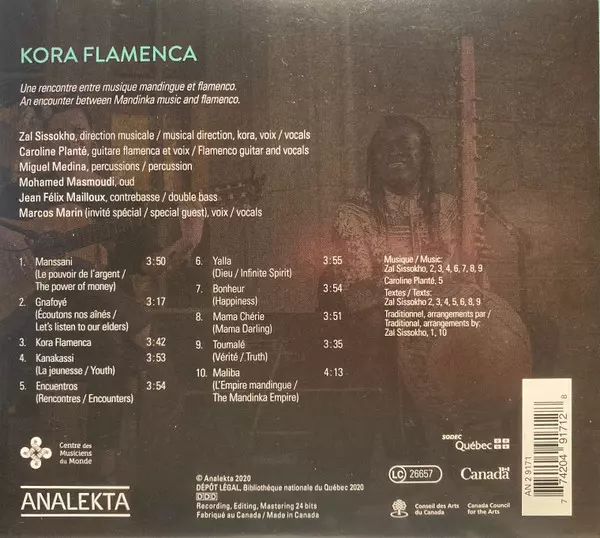 KORA FLAMENCA
Une rencontre entre musique mandingue et flamenco.
An encounter between Mandinka music and flamenco.
Zal Sissokho, direction musicale / musical direction, kora, voix / vocals
Caroline Planté, guitare flamenca et voix / Flamenco guitar and vocals
Miguel Medina, percussions / percussion
Mohamed Masmoudi, oud
Jean Félix Mailloux, contrebasse / double bass
Marcos Marin (invité spécial / special guest), voix / vocals
1. Manssani 3:50
(Le pouvoir de l'argent /
The power of money)
2. Gnafoyé 3:17
(Écoutons nos aînés /
Let's listen to our elders)
3. Kora Flamenca 3:42
4. Kanakassi 3:53
(La jeunesse / Youth)
5. Encuentros 3:54
(Rencontres / Encounters)
6. Yalla 3:55
(Dieu / Infinite Spirit)
7. Bonheur 3:54
(Happiness)
8. Mama Chérie 3:51
(Mama Darling)
9. Toumalé 3:35
(Vérité /.Truth)
10. Maliba 4:13
(L'Empire mandingue /
The Mandinka Empire)
Musique / Music:
Zal Sissokho, 2, 3, 4, 6, 7, 8, 9
Caroline Planté, 5
Textes / Texts:
Zal Sissokho 2, 3, 4, 5, 6, 8, 9
Traditionnel, arrangements par /
Traditional, arrangements by:
Zal Sissokho, 1, 10
Centre des
Musiciens
du Monde
ANALEKTA
© Analekta 2020
DÉPÔT LÉGAL, Bibliothèque nationale du Québec 2020
DDD
Recording, Editing, Mastering 24 bits
Fabriqué au Canada / Made in Canada
SODEC
Québec
LC 26657
Canada
Conseil des Arts
du Canada
Canada Council
for the Arts
AN 2 9171
7 74204 91712 8